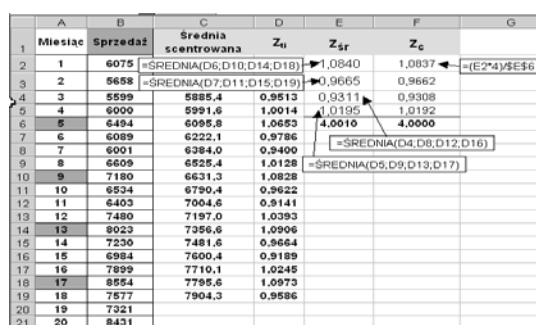 A B C D E F G
1 Miesiąc Sprzedaż Średnia scentrowana Zti Zśr Zc
2 1 6075 =ŚREDNIA(D6;D10;D14;D18) 1,0840 1,0837 =(E2*4)/$E$6
3 2 5658 =ŚREDNIA(D7;D11;D15;D19) 0,9665 0,9662
4 3 5599 5885,4 0,9513 0,9311 0,9308
5 4 6000 5991,6 1,0014 1,0195 1,0192
6 5 6494 6095,8 1,0653 4,0010 4,0000
7 6 6089 6222,1 0,9786
=ŚREDNIA(D4;D8;D12;D16)
8 7 6001 6384,0 0,9400
9 8 6609 6525,4 1,0128 =ŚREDNIA(D5;D9;D13;D17)
10 9 7180 6631,3 1,0828
11 10 6534 6790,4 0,9622
12 11 6403 7004,6 0,9141
13 12 7480 7197,0 1,0393
14 13 8023 7356,6 1,0906
15 14 7230 7481,6 0,9664
16 15 6984 7600,4 0,9189
17 16 7899 7710,1 1,0245
18 17 8554 7795,6 1,0973
19 18 7577 7904,3 0,9586
20 19 7321
21 20 8431